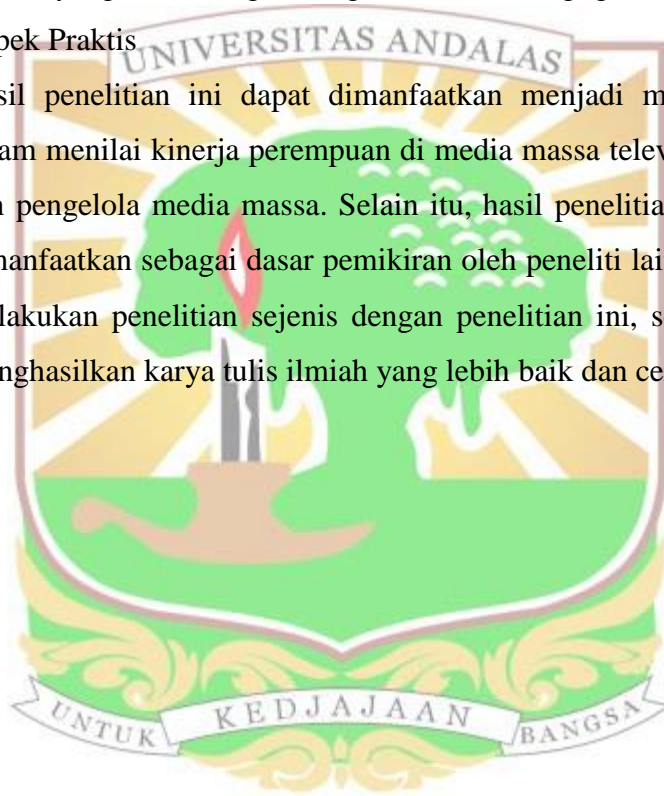 pek Praktis
UNIVERSITAS ANDALAS
sil penelitian ini dapat dimanfaatkan menjadi m
am menilai kinerja perempuan di media massa telev
n pengelola media massa. Selain itu, hasil penelitia
nanfaatkan sebagai dasar pemikiran oleh peneliti lai
lakukan penelitian sejenis dengan penelitian ini, s
nghasilkan karya tulis ilmiah yang lebih baik dan ce
UNTUK KEDJAJAAN BANGSA